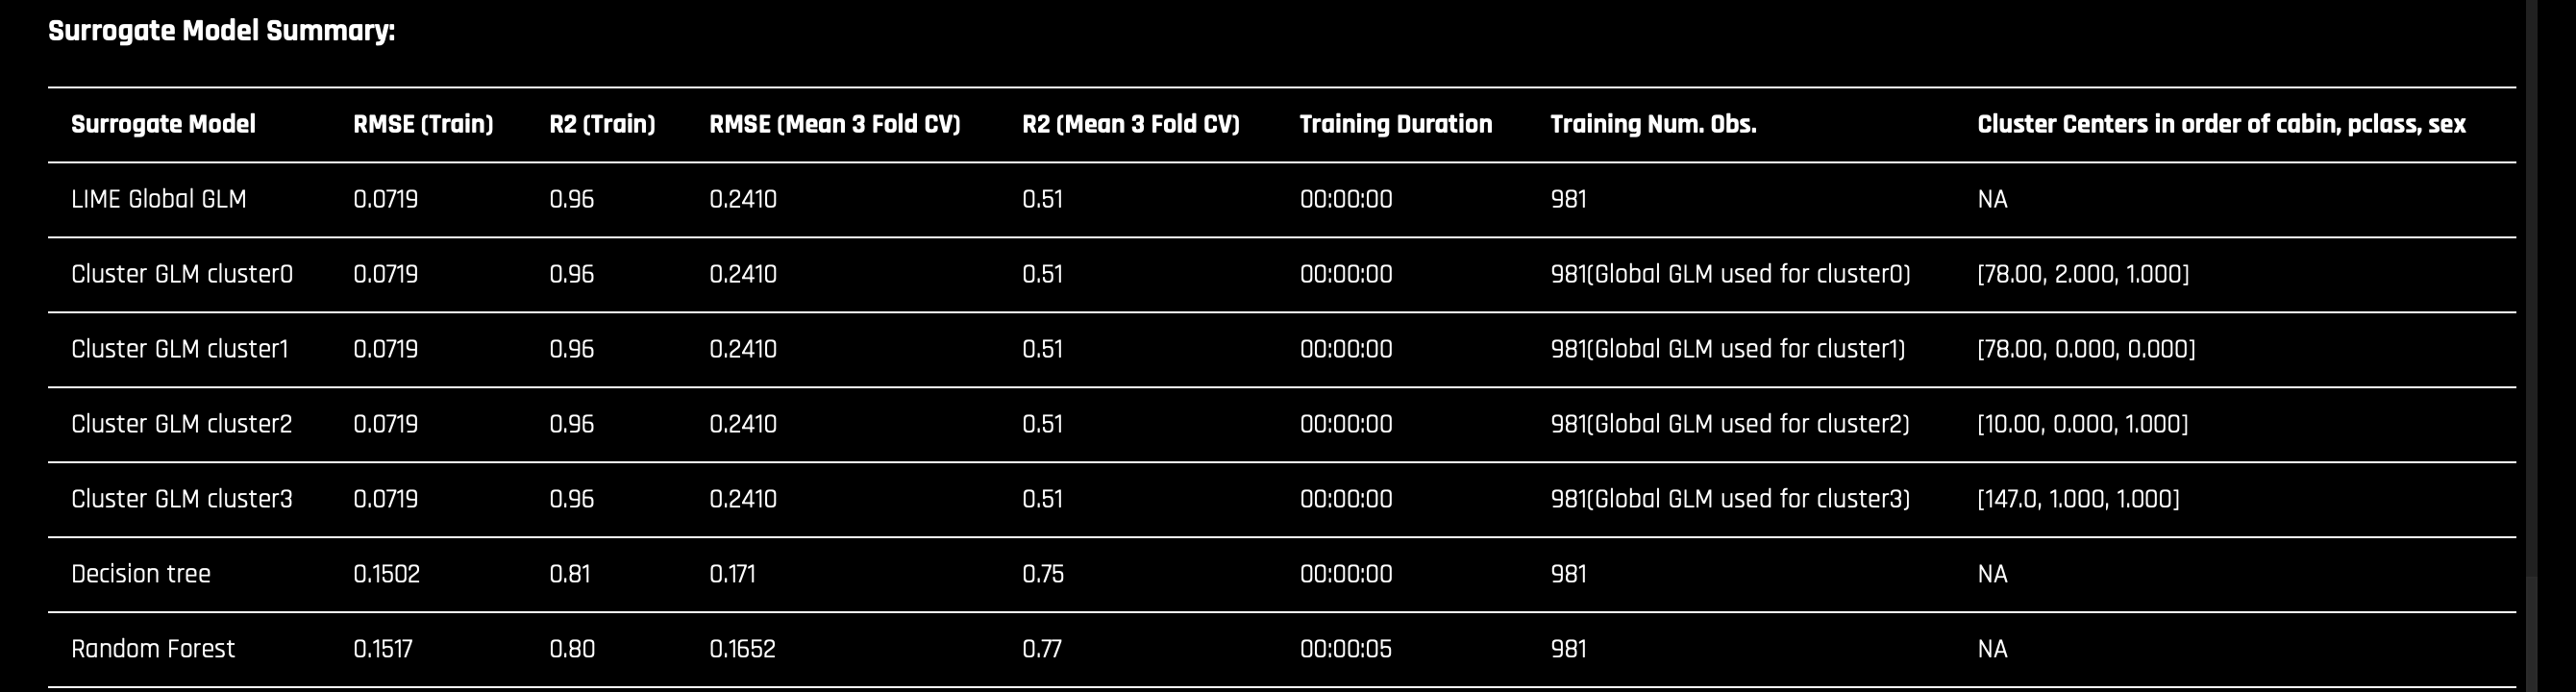 Surrogate Model Summary:
Surrogate Model RMSE (Train) R2 (Train) RMSE (Mean 3 Fold CV) R2 (Mean 3 Fold CV) Training Duration Training Num. Obs. Cluster Centers in order of cabin, pclass, sex
LIME Global GLM 0.0719 0.96 0.2410 0.51 00:00:00 981 NA
Cluster GLM cluster0 0.0719 0.96 0.2410 0.51 00:00:00 981(Global GLM used for cluster0) [78.00, 2.000, 1.000]
Cluster GLM cluster1 0.0719 0.96 0.2410 0.51 00:00:00 981(Global GLM used for cluster1) [78.00, 0.000, 0.000]
Cluster GLM cluster2 0.0719 0.96 0.2410 0.51 00:00:00 981(Global GLM used for cluster2) [10.00, 0.000, 1.000]
Cluster GLM cluster3 0.0719 0.96 0.2410 0.51 00:00:00 981(Global GLM used for cluster3) [147.0, 1.000, 1.000]
Decision tree 0.1502 0.81 0.171 0.75 00:00:00 981 NA
Random Forest 0.1517 0.80 0.1652 0.77 00:00:05 981 NA